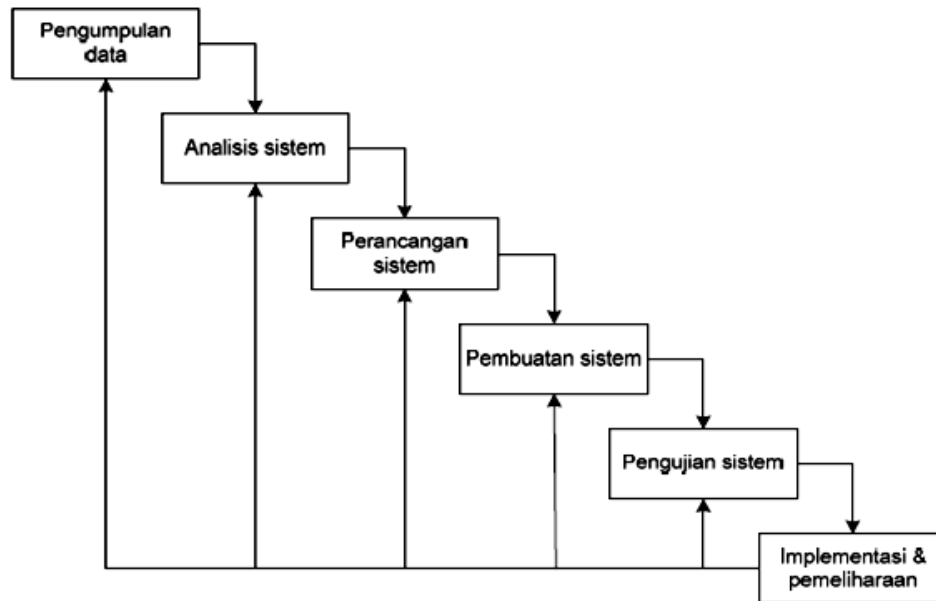 Pengumpulan
data
Analisis sistem
Perancangan
sistem
Pembuatan sistem
Pengujian sistem
Implementasi &
pemeliharaan